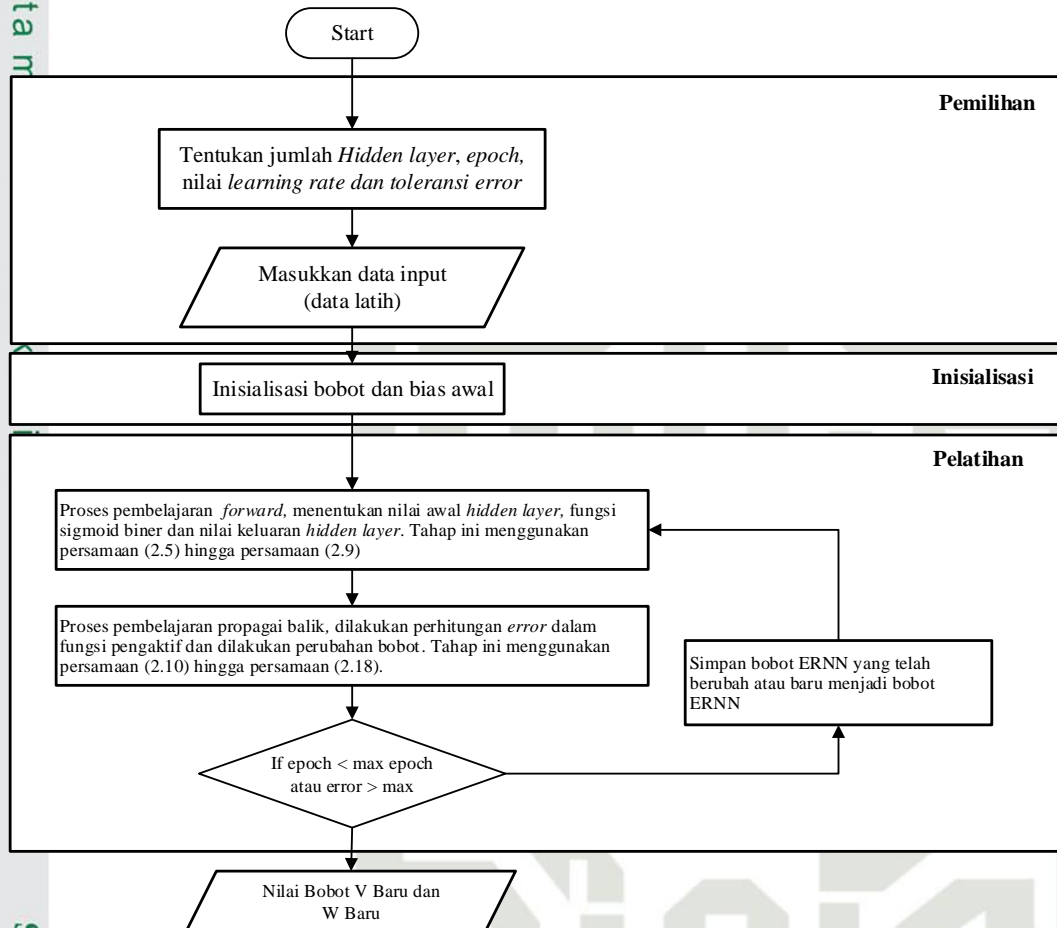 Start
Pemilihan
Tentukan jumlah Hidden layer, epoch,
nilai learning rate dan toleransi error
Masukkan data input
(data latih)
Inisialisasi
Inisialisasi bobot dan bias awal
Pelatihan
Proses pembelajaran forward, menentukan nilai awal hidden layer, fungsi
sigmoid biner dan nilai keluaran hidden layer. Tahap ini menggunakan
persamaan (2.5) hingga persamaan (2.9)
Proses pembelajaran propagai balik, dilakukan perhitungan error dalam
fungsi pengaktif dan dilakukan perubahan bobot. Tahap ini menggunakan
persamaan (2.10) hingga persamaan (2.18).
Simpan bobot ERNN yang telah
berubah atau baru menjadi bobot
ERNN
If epoch < max epoch
atau error > max
Nilai Bobot V Baru dan
W Baru